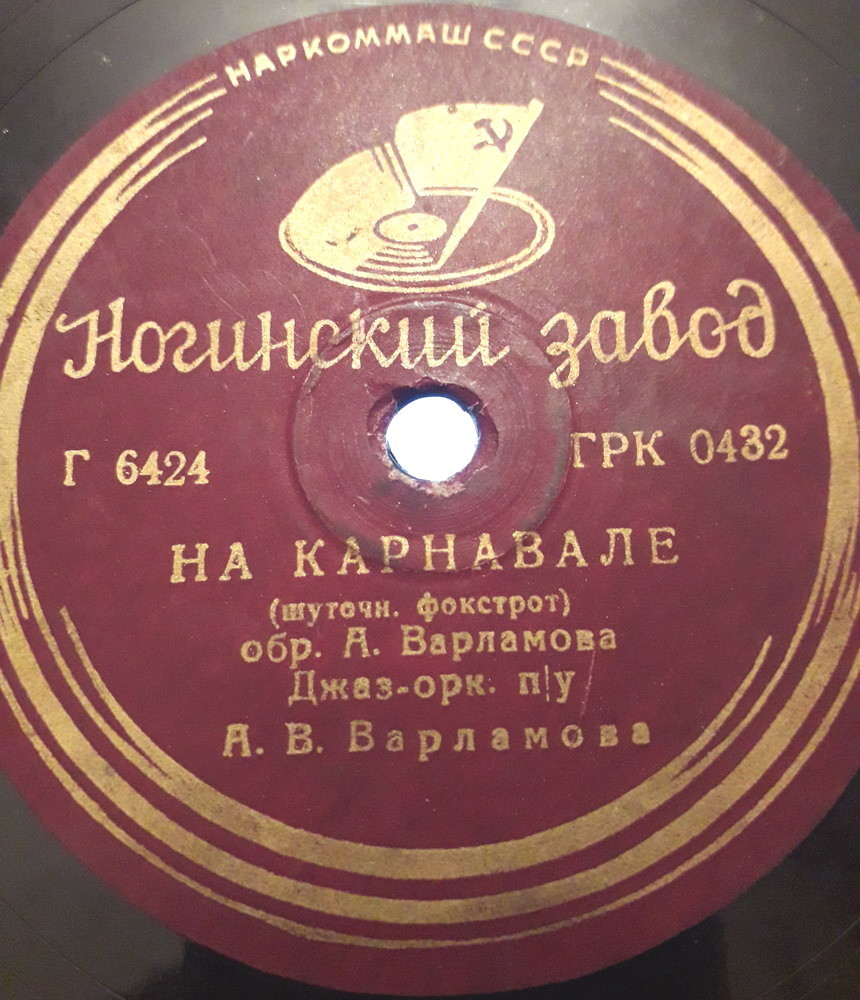 НАРКОММАШ СССР
Ногинский завод
Г 6424 ГРК 0432
НА КАРНАВАЛЕ
(шуточн. фокстрот)
обр. А. Варламова
Джаз-орк. п/у
А. В. Варламова